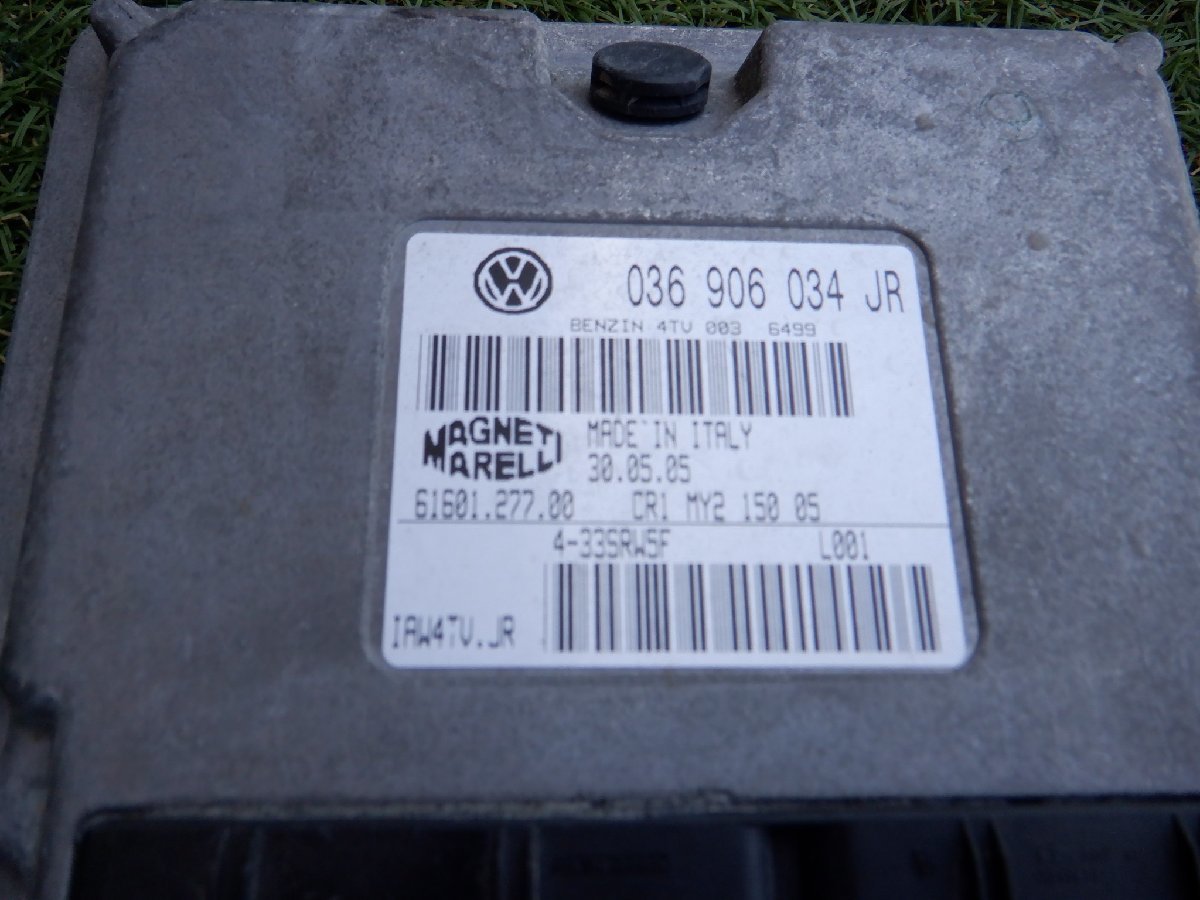 036 906 034 JR
BENZIN 4TV 003 6499
MAGNETI MARELLI
MADE IN ITALY
30.05.05
61601.277.00 CR1 MY2 150 05
4-33SRWSF L001
IAW4TV.JR